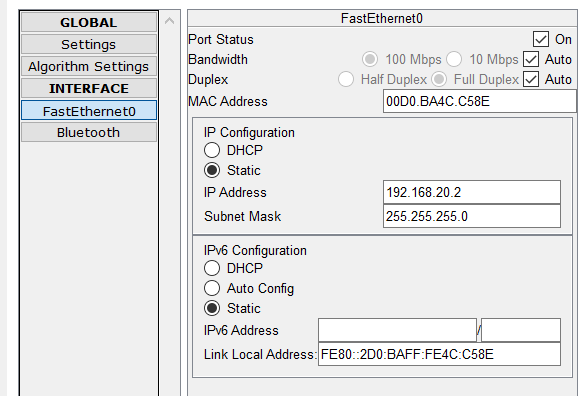 GLOBAL
Settings
Algorithm Settings
INTERFACE
FastEthernet0
Bluetooth
FastEthernet0
Port Status On
Bandwidth 100 Mbps 10 Mbps Auto
Duplex Half Duplex Full Duplex Auto
MAC Address 00D0.BA4C.C58E
IP Configuration
DHCP
Static
IP Address 192.168.20.2
Subnet Mask 255.255.255.0
IPv6 Configuration
DHCP
Auto Config
Static
IPv6 Address /
Link Local Address: FE80::2D0:BAFF:FE4C:C58E